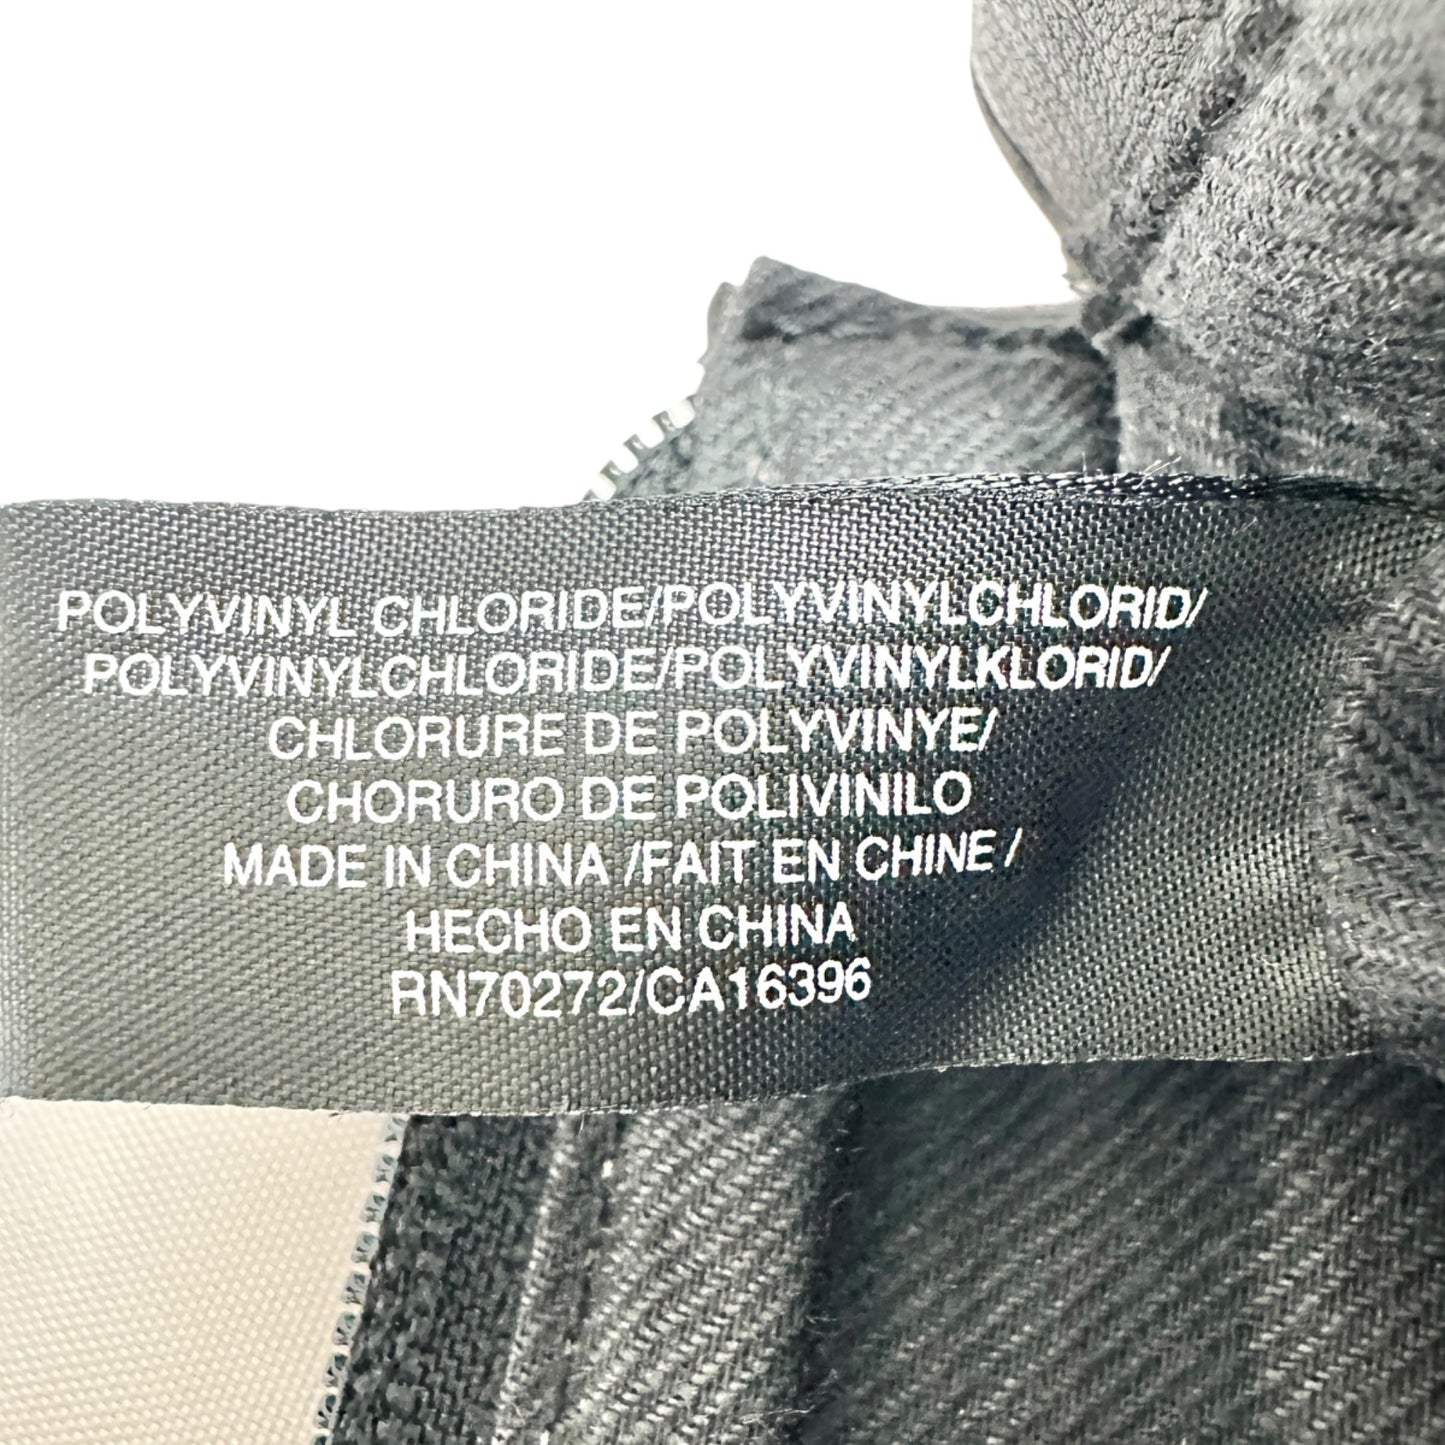 POLYVINYL CHLORIDE/POLYVINYLCHLORID/
POLYVINYLCHLORIDE/POLYVINYLKLORID/
CHLORURE DE POLYVINYE/
CHORURO DE POLIVINILO
MADE IN CHINA /FAIT EN CHINE /
HECHO EN CHINA
RN70272/CA16396